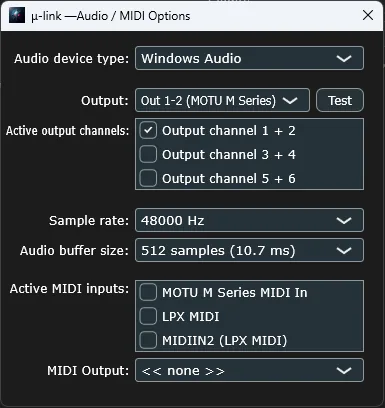 μ-link —Audio / MIDI Options
Audio device type: Windows Audio
Output: Out 1-2 (MOTU M Series) Test
Active output channels: Output channel 1 + 2
Output channel 3 + 4
Output channel 5 + 6
Sample rate: 48000 Hz
Audio buffer size: 512 samples (10.7 ms)
Active MIDI inputs: MOTU M Series MIDI In
LPX MIDI
MIDIIN2 (LPX MIDI)
MIDI Output: << none >>